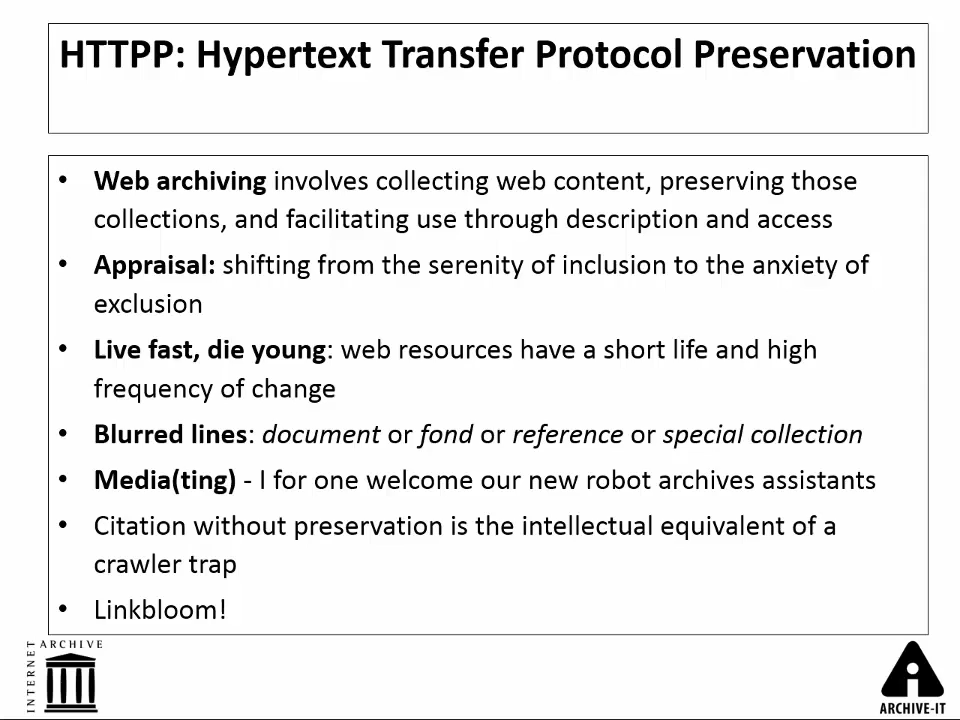 HTTPP: Hypertext Transfer Protocol Preservation
• Web archiving involves collecting web content, preserving those
collections, and facilitating use through description and access
• Appraisal: shifting from the serenity of inclusion to the anxiety of
exclusion
• Live fast, die young: web resources have a short life and high
frequency of change
• Blurred lines: document or fond or reference or special collection
• Media(ting) - I for one welcome our new robot archives assistants
• Citation without preservation is the intellectual equivalent of a
crawler trap
• Linkbloom!
INTERNET ARCHIVE
ARCHIVE-IT